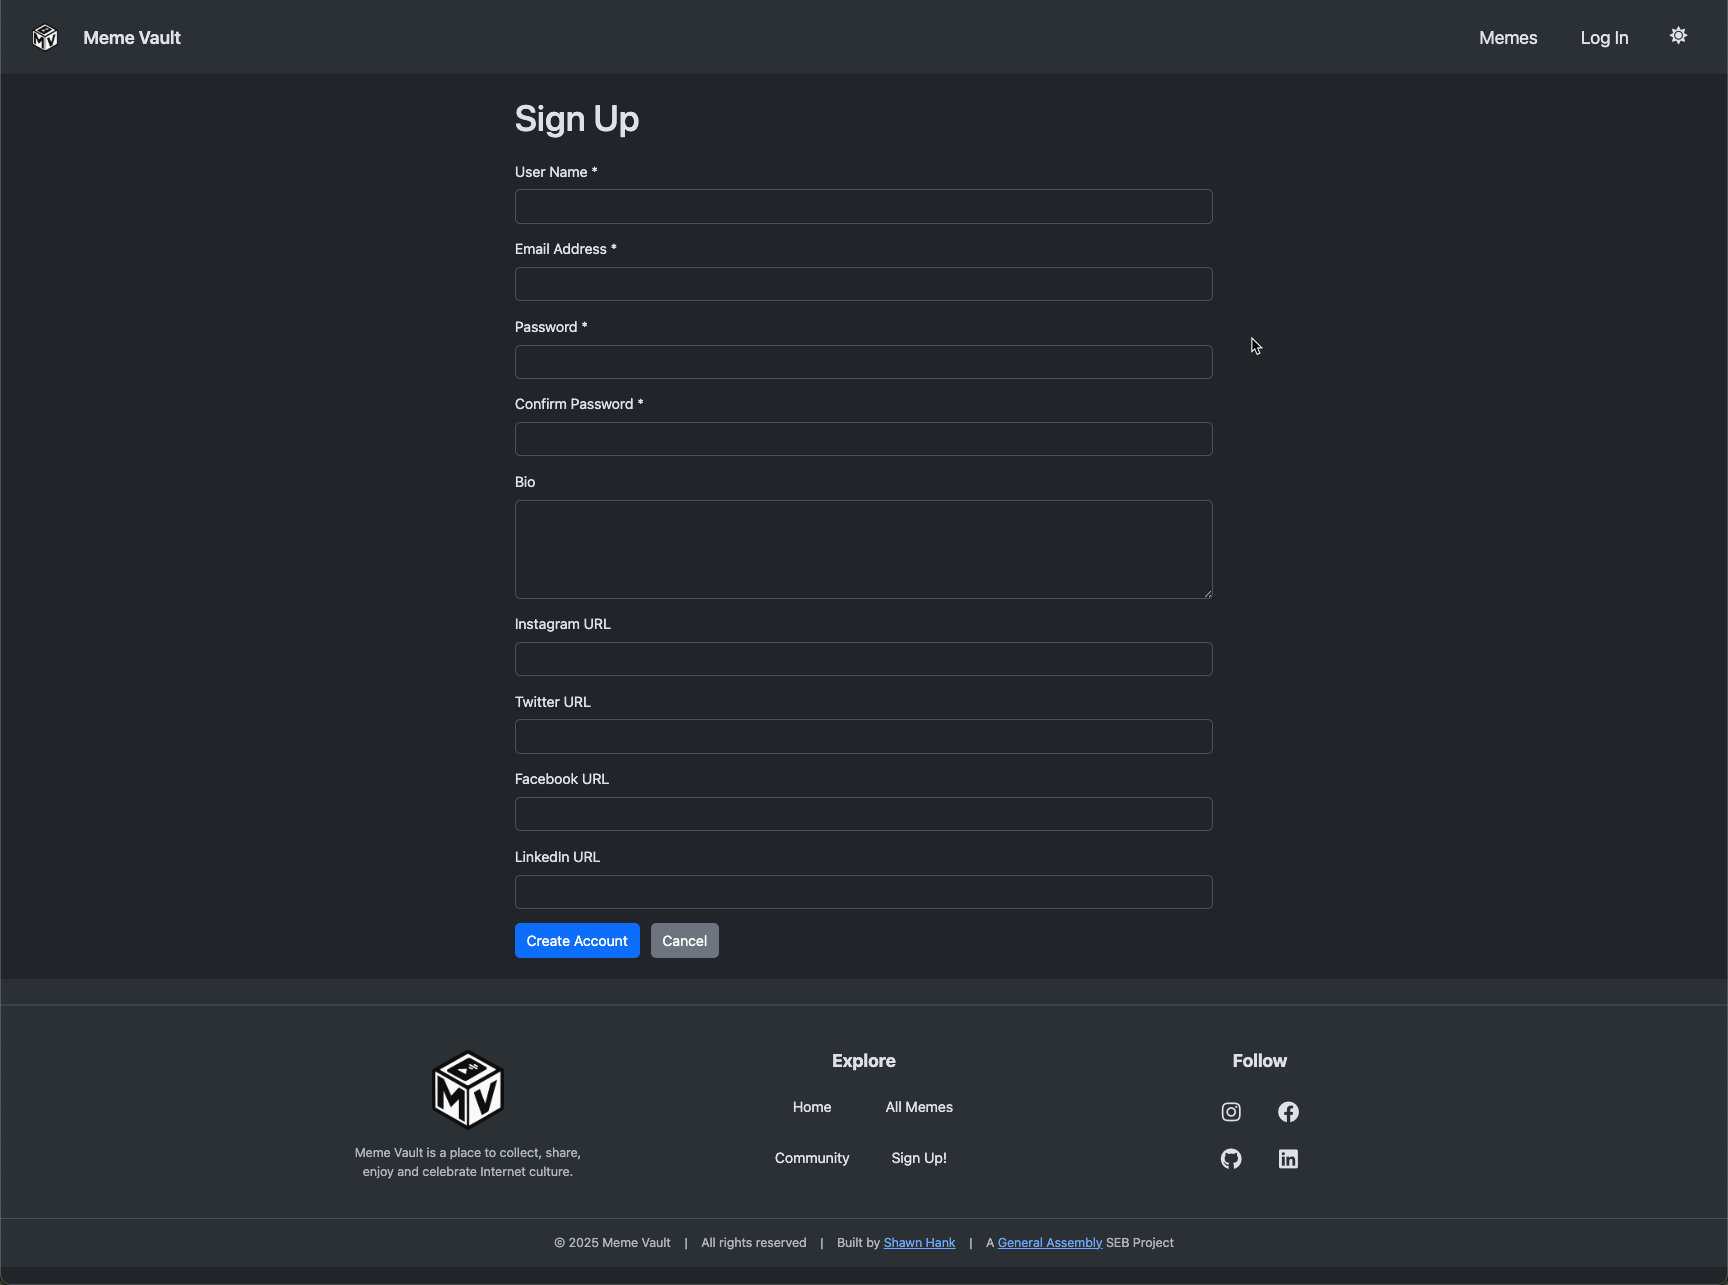 MV
Meme Vault
Memes
Log In
Sign Up
User Name *
Email Address *
Password *
Confirm Password *
Bio
Instagram URL
Twitter URL
Facebook URL
LinkedIn URL
Create Account
Cancel
MV
Meme Vault is a place to collect, share,
enjoy and celebrate Internet culture.
Explore
Home
All Memes
Community
Sign Up!
Follow
in
© 2025 Meme Vault | All rights reserved | Built by Shawn Hank | A General Assembly SEB Project